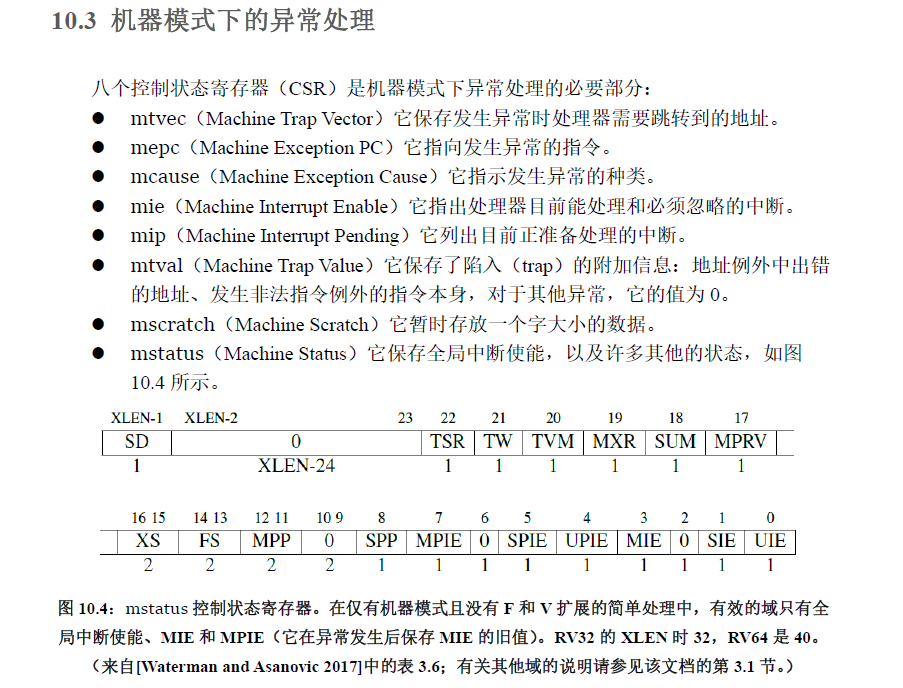 10.3 机器模式下的异常处理
八个控制状态寄存器（CSR）是机器模式下异常处理的必要部分：
● mtvec（Machine Trap Vector）它保存发生异常时处理器需要跳转到的地址。
● mepc（Machine Exception PC）它指向发生异常的指令。
● mcause（Machine Exception Cause）它指示发生异常的种类。
● mie（Machine Interrupt Enable）它指出处理器目前能处理和必须忽略的中断。
● mip（Machine Interrupt Pending）它列出目前正准备处理的中断。
● mtval（Machine Trap Value）它保存了陷入（trap）的附加信息：地址例外中出错
的地址、发生非法指令例外的指令本身，对于其他异常，它的值为 0。
● mscratch（Machine Scratch）它暂时存放一个字大小的数据。
● mstatus（Machine Status）它保存全局中断使能，以及许多其他的状态，如图
10.4 所示。
XLEN-1 XLEN-2 23 22 21 20 19 18 17
SD 0 TSR TW TVM MXR SUM MPRV
1 XLEN-24 1 1 1 1 1 1
16 15 14 13 12 11 10 9 8 7 6 5 4 3 2 1 0
XS FS MPP 0 SPP MPIE 0 SPIE UPIE MIE 0 SIE UIE
2 2 2 2 1 1 1 1 1 1 1 1 1
图 10.4：mstatus 控制状态寄存器。在仅有机器模式且没有 F 和 V 扩展的简单处理中，有效的域只有全
局中断使能、MIE 和 MPIE（它在异常发生后保存 MIE 的旧值）。RV32 的 XLEN 时 32，RV64 是 40。
（来自[Waterman and Asanovic 2017]中的表 3.6；有关其他域的说明请参见该文档的第 3.1 节。）